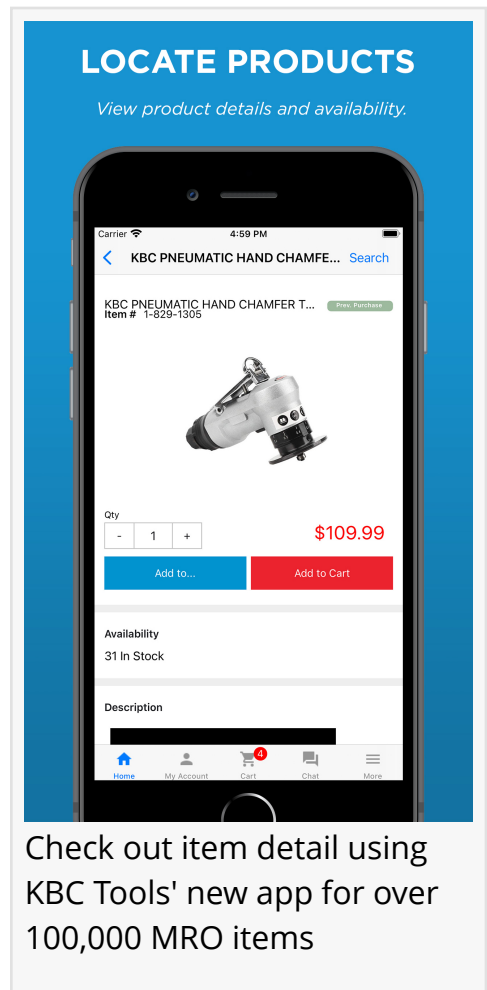 LOCATE PRODUCTS
View product details and availability.
Carrier 4:59 PM
KBC PNEUMATIC HAND CHAMFE... Search
KBC PNEUMATIC HAND CHAMFER T... Prev. Purchase
Item # 1-829-1305
Qty
- 1 + $109.99
Add to... Add to Cart
Availability
31 In Stock
Description
4
Home My Account Cart Chat More
Check out item detail using
KBC Tools' new app for over
100,000 MRO items